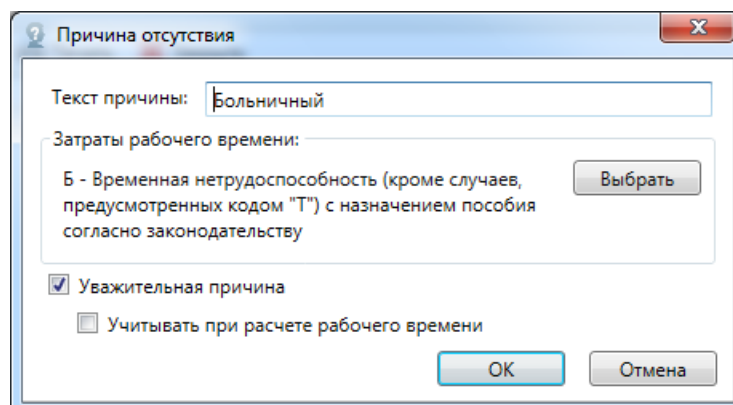 Причина отсутствия
Текст причины: Больничный
Затраты рабочего времени:
Б - Временная нетрудоспособность (кроме случаев, предусмотренных кодом "Т") с назначением пособия согласно законодательству
Выбрать
Уважительная причина
Учитывать при расчете рабочего времени
ОК
Отмена